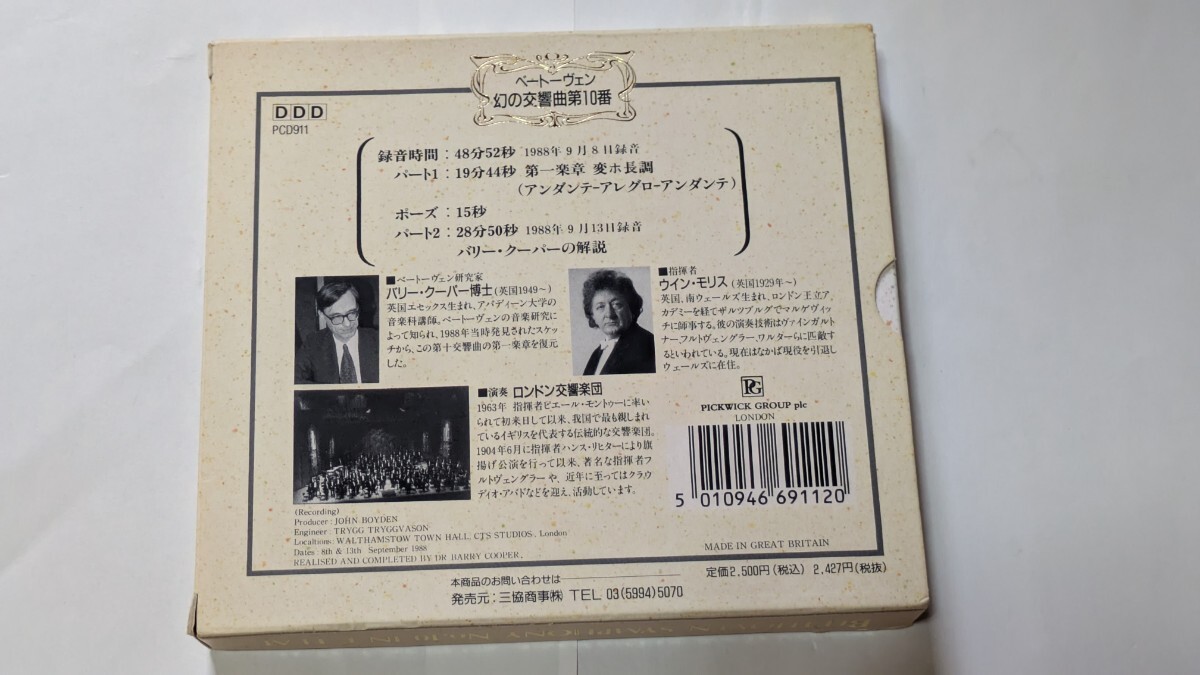 ベートーヴェン
幻の交響曲第10番
DDD
PCD911
録音時間:48分52秒 1988年9月8日録音
パート1:19分44秒 第一楽章 変ホ長調
(アンダンテ-アレグロ-アンダンテ)
ポーズ:15秒
パート2:28分50秒 1988年9月13日録音
バリー・クーパーの解説
■ベートーヴェン研究家
バリー・クーパー博士(英国1949~)
英国エセックス生まれ、アバディーン大学の
音楽科講師。ベートーヴェンの音楽研究に
よって知られ、1988年当時発見されたスケッ
チから、この第十交響曲の第一楽章を復元
した。
■指揮者
ウイン・モリス(英国1929年~)
英国、南ウェールズ生まれ、ロンドン王立ア
カデミーを経てザルツブルグでマルゲヴィッ
チに師事する。彼の演奏技術はヴァインガルト
ナー、フルトヴェングラー、ワルターらに匹敵す
るといわれている。現在はなかば現役を引退し
ウェールズに在住。
■演奏 ロンドン交響楽団
1963年 指揮者ピエール・モントゥーに率い
られて初来日して以来、我国で最も親しまれ
ているイギリスを代表する伝統的な交響楽団。
1904年6月に指揮者ハンス・リヒターにより旗
揚げ公演を行って以来、著名な指揮者フ
ルトヴェングラーや、近年に至ってはクラウ
ディオ・アバドなどを迎え、活動しています。
PG
PICKWICK GROUP plc
LONDON
5 010946 691120
(Recording)
Producer: JOHN BOYDEN
Engineer: TRYGG TRYGGVASON
Localtions: WALTHAMSTOW TOWN HALL, CTS STUDIOS, London
Dates: 8th & 13th September 1988
REALISED AND COMPLETED BY DR BARRY COOPER.
MADE IN GREAT BRITAIN
定価2,500円(税込) 2,427円(税抜)
本商品のお問い合わせは
発売元:三協商事㈱ TEL 03(5994)5070